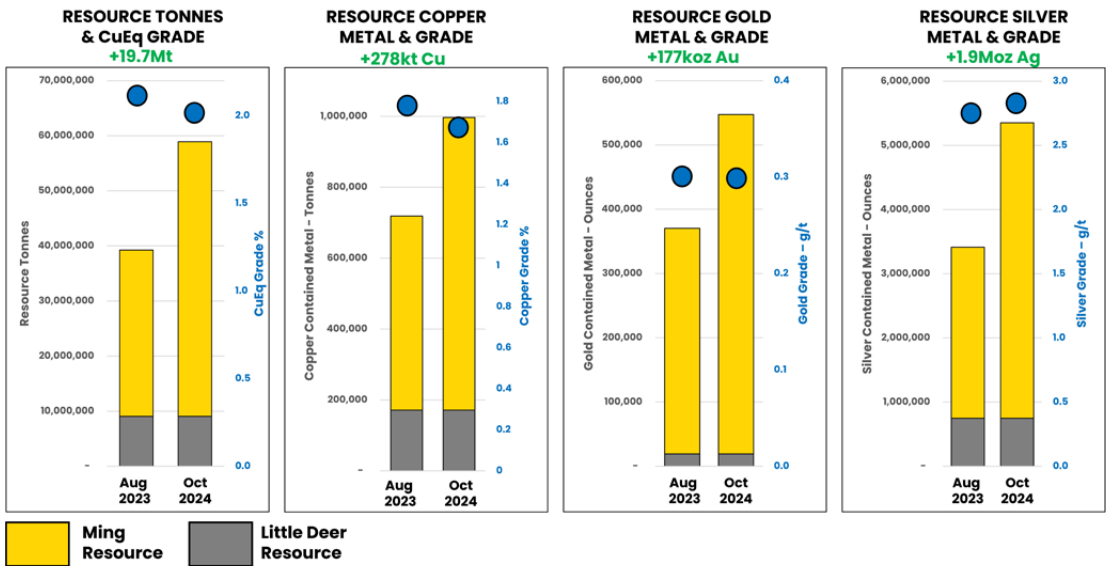 RESOURCE TONNES
& CuEq GRADE
+19.7Mt
70,000,000
60,000,000
50,000,000
40,000,000
30,000,000
20,000,000
10,000,000
-
Resource Tonnes
2.0
1.5
1.0
0.5
0.0
CuEq Grade %
Aug
2023
Oct
2024
RESOURCE COPPER
METAL & GRADE
+278kt Cu
1,000,000
800,000
600,000
400,000
200,000
-
Copper Contained Metal – Tonnes
1.8
1.6
1.4
1.2
1
0.8
0.6
0.4
0.2
0
Copper Grade %
Aug
2023
Oct
2024
RESOURCE GOLD
METAL & GRADE
+177koz Au
600,000
500,000
400,000
300,000
200,000
100,000
-
Gold Contained Metal – Ounces
0.4
0.3
0.2
0.1
0.0
Gold Grade – g/t
Aug
2023
Oct
2024
RESOURCE SILVER
METAL & GRADE
+1.9Moz Ag
6,000,000
5,000,000
4,000,000
3,000,000
2,000,000
1,000,000
-
Silver Contained Metal – Ounces
3.0
2.5
2.0
1.5
1.0
0.5
0.0
Silver Grade – g/t
Aug
2023
Oct
2024
Ming
Resource
Little Deer
Resource